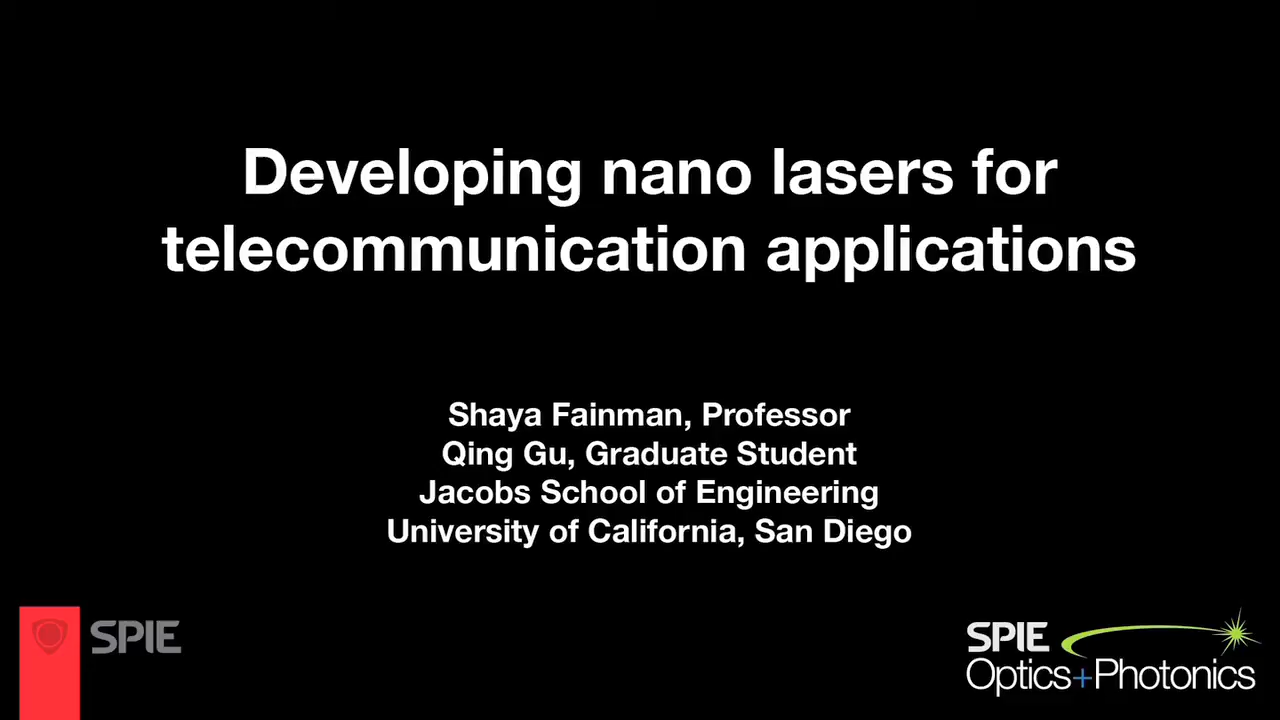 Developing nano lasers for
telecommunication applications
Shaya Fainman, Professor
Qing Gu, Graduate Student
Jacobs School of Engineering
University of California, San Diego
SPIE
SPIE
Optics+Photonics